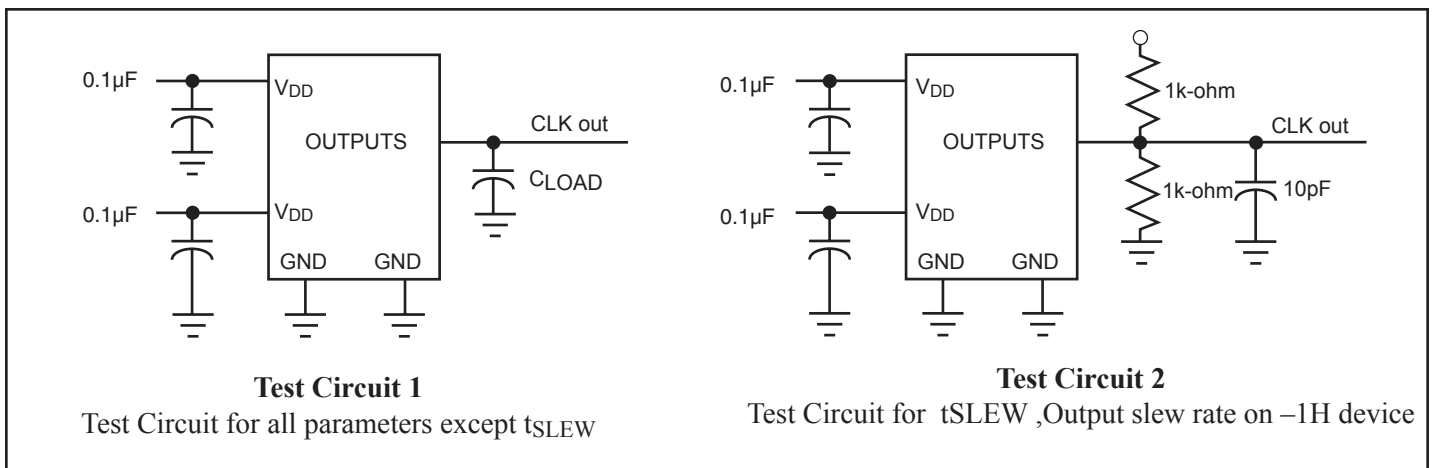 0.1µF
VDD
OUTPUTS
CLK out
CLOAD
0.1µF
VDD
GND GND
Test Circuit 1
Test Circuit for all parameters except tSLEW
0.1µF
VDD
1k-ohm
OUTPUTS
CLK out
1k-ohm
10pF
0.1µF
VDD
GND GND
Test Circuit 2
Test Circuit for tSLEW ,Output slew rate on –1H device